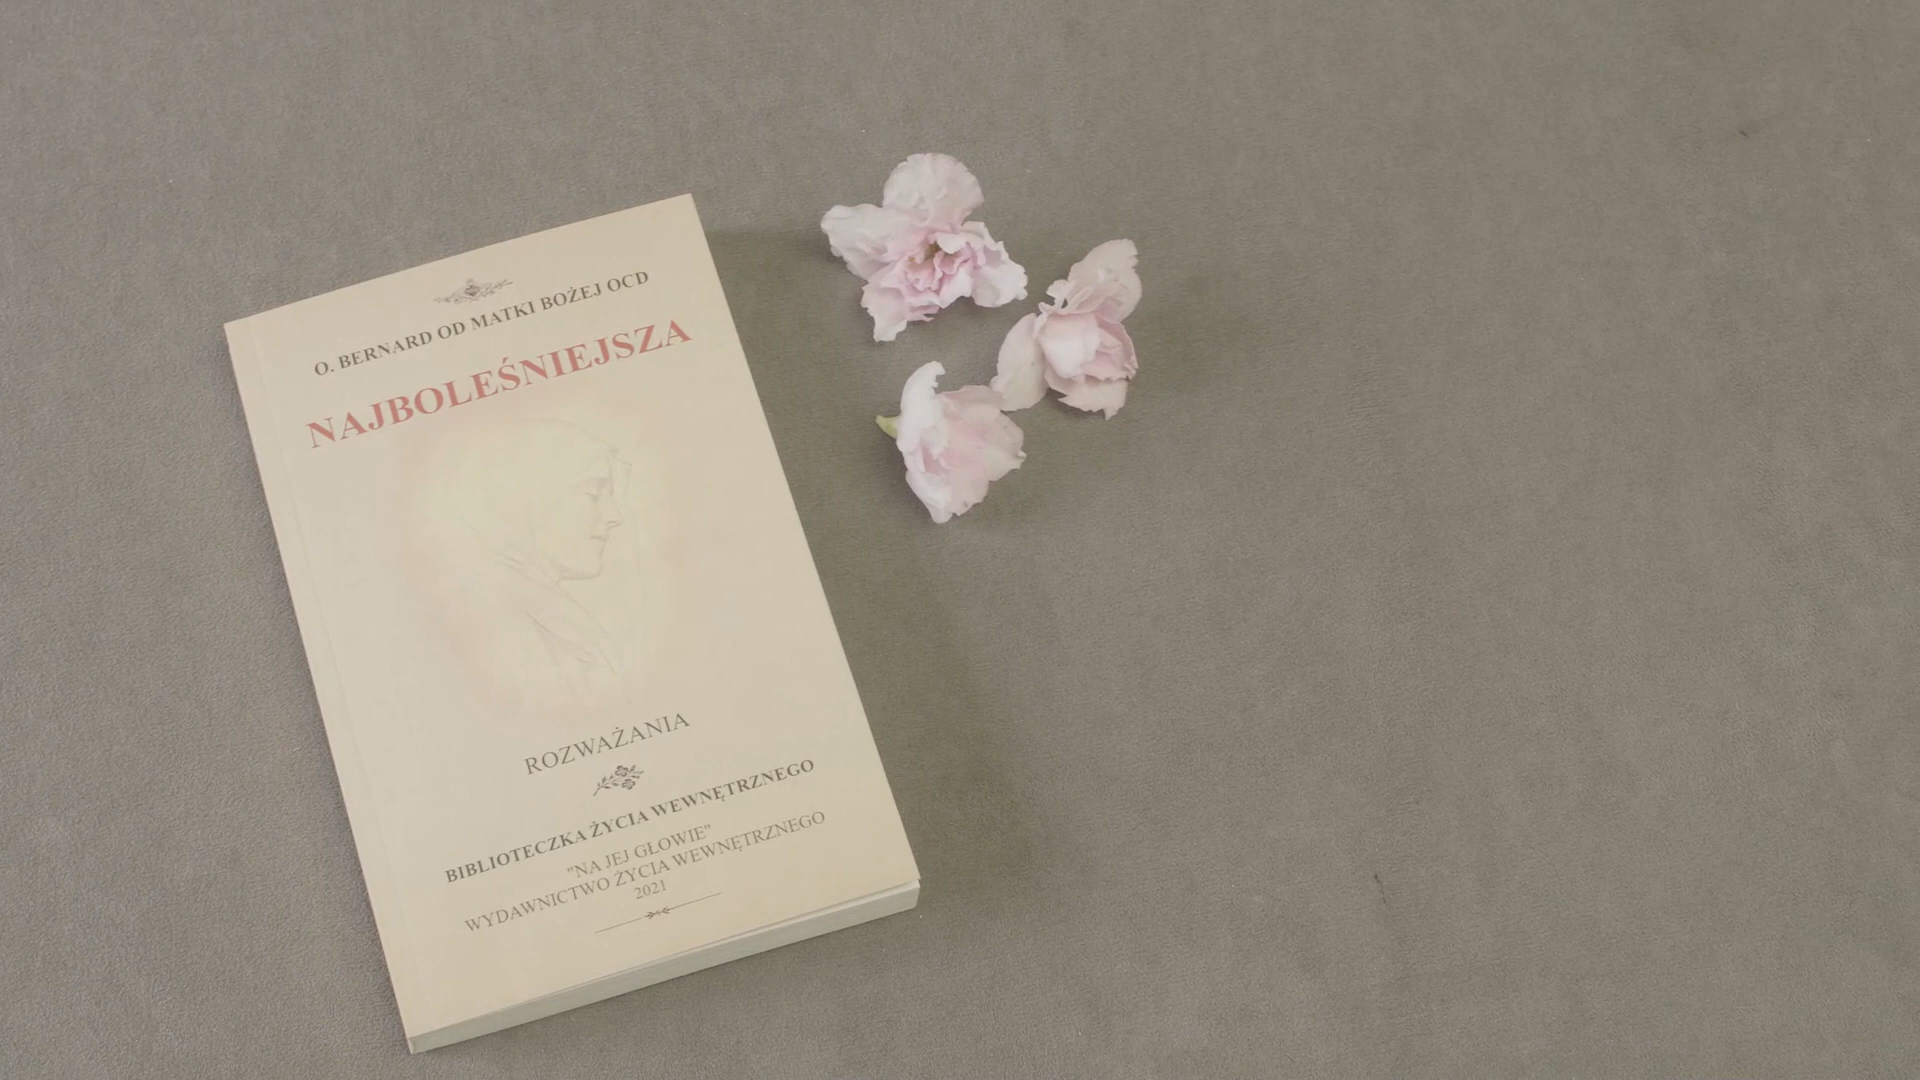 O. BERNARD OD MATKI BOŻEJ OCD
NAJBOLEŚNIEJSZA
ROZWAŻANIA
BIBLIOTECZKA ŻYCIA WEWNĘTRZNEGO
"NA JEJ GŁOWIE"
WYDAWNICTWO ŻYCIA WEWNĘTRZNEGO
2021